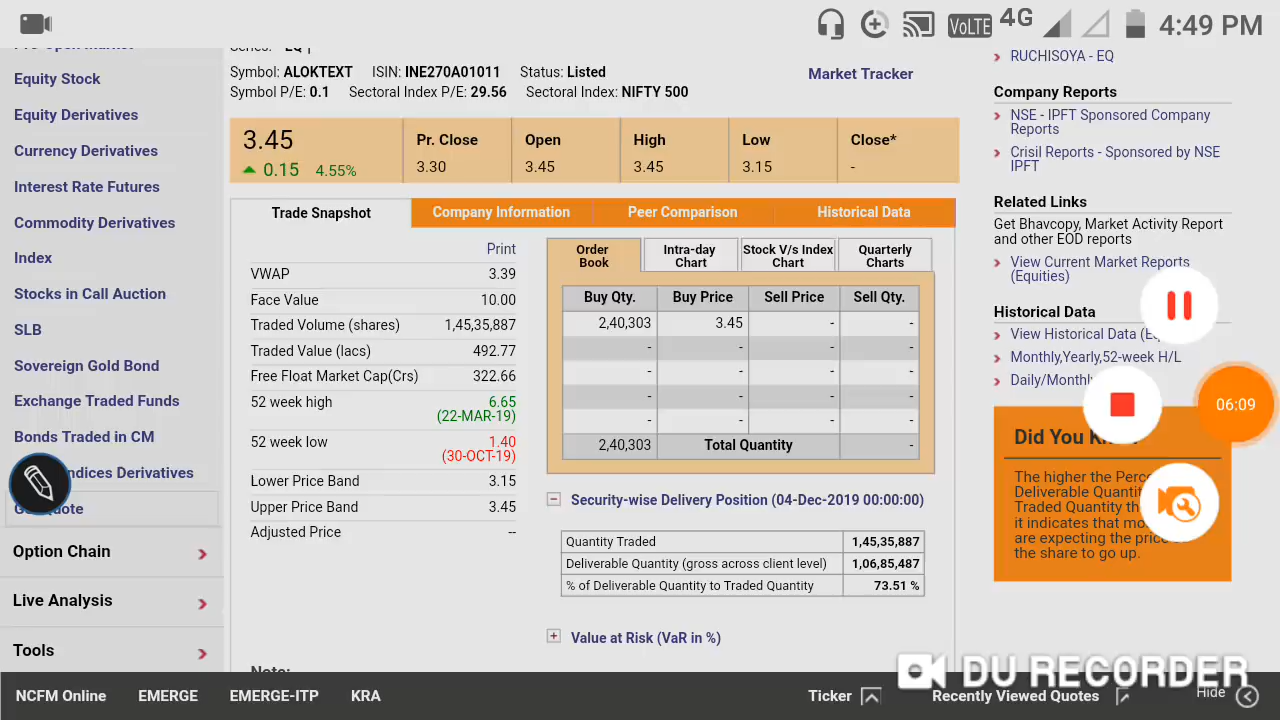 VoLTE 4G 4:49 PM
Equity Stock
Equity Derivatives
Currency Derivatives
Interest Rate Futures
Commodity Derivatives
Index
Stocks in Call Auction
SLB
Sovereign Gold Bond
Exchange Traded Funds
Bonds Traded in CM
ndices Derivatives
Option Chain
Live Analysis
Tools
Symbol: ALOKTEXT ISIN: INE270A01011 Status: Listed
Symbol P/E: 0.1 Sectoral Index P/E: 29.56 Sectoral Index: NIFTY 500
Market Tracker
3.45 Pr. Close Open High Low Close*
0.15 4.55% 3.30 3.45 3.45 3.15 -
Trade Snapshot Company Information Peer Comparison Historical Data
Print
VWAP 3.39
Face Value 10.00
Traded Volume (shares) 1,45,35,887
Traded Value (lacs) 492.77
Free Float Market Cap(Crs) 322.66
52 week high 6.65
(22-MAR-19)
52 week low 1.40
(30-OCT-19)
Lower Price Band 3.15
Upper Price Band 3.45
Adjusted Price --
Order Book
Intra-day Chart
Stock V/s Index Chart
Quarterly Charts
Buy Qty. Buy Price Sell Price Sell Qty.
2,40,303 3.45 - -
- - - -
- - - -
- - - -
- - - -
2,40,303 Total Quantity -
Security-wise Delivery Position (04-Dec-2019 00:00:00)
Quantity Traded 1,45,35,887
Deliverable Quantity (gross across client level) 1,06,85,487
% of Deliverable Quantity to Traded Quantity 73.51 %
Value at Risk (VaR in %)
RUCHISOYA - EQ
Company Reports
NSE - IPFT Sponsored Company
Reports
Crisil Reports - Sponsored by NSE
IPFT
Related Links
Get Bhavcopy, Market Activity Report
and other EOD reports
View Current Market Reports
(Equities)
Historical Data
View Historical Data
Monthly,Yearly,52-week H/L
Daily/Monthly
06:09
Did You
The higher the
Deliverable
Traded Quantity
it indicates that
are expecting the price
the share to go up.
DU RECORDER
NCFM Online EMERGE EMERGE-ITP KRA Ticker Recently Viewed Quotes Hide